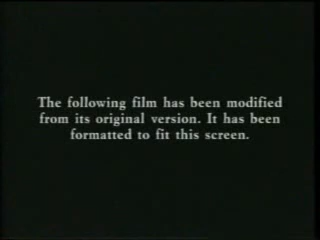 The following film has been modified
from its original version. It has been
formatted to fit this screen.